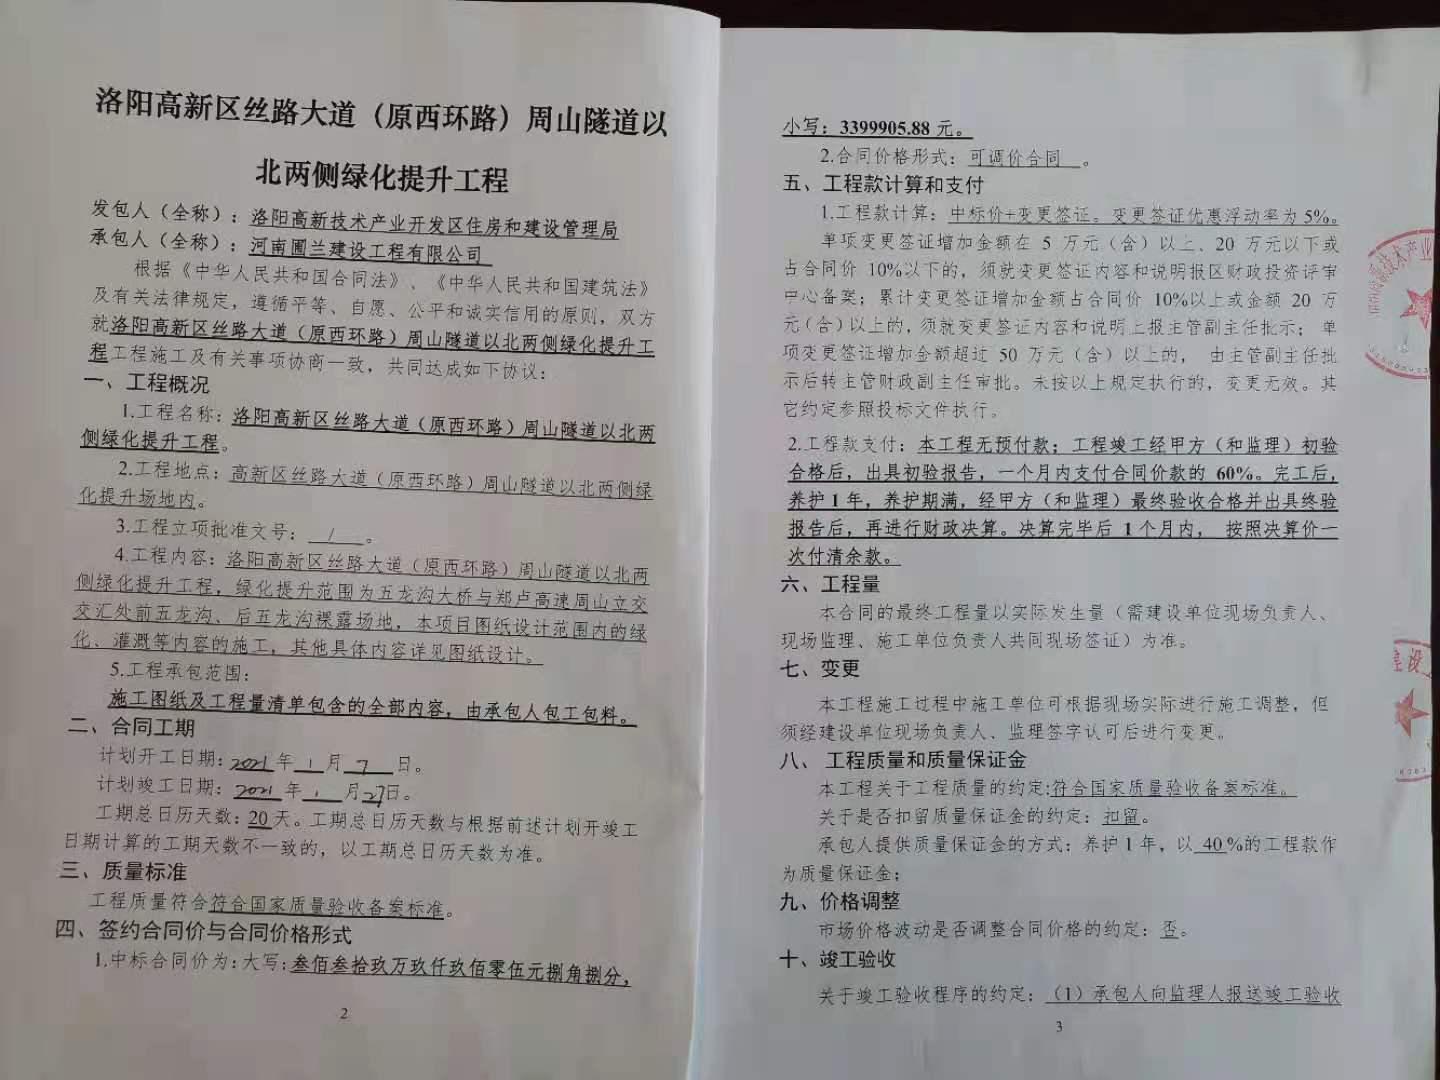 洛阳高新区丝路大道（原西环路）周山隧道以
北两侧绿化提升工程
发包人（全称）：洛阳高新技术产业开发区住房和建设管理局
承包人（全称）：河南圃兰建设工程有限公司
根据《中华人民共和国合同法》、《中华人民共和国建筑法》
及有关法律规定，遵循平等、自愿、公平和诚实信用的原则，双方
就洛阳高新区丝路大道（原西环路）周山隧道以北两侧绿化提升工
程工程施工及有关事项协商一致，共同达成如下协议：
一、工程概况
1.工程名称：洛阳高新区丝路大道（原西环路）周山隧道以北两
侧绿化提升工程。
2.工程地点：高新区丝路大道（原西环路）周山隧道以北两侧绿
化提升场地内。
3.工程立项批准文号： / 。
4.工程内容：洛阳高新区丝路大道（原西环路）周山隧道以北两
侧绿化提升工程，绿化提升范围为五龙沟大桥与郑卢高速周山立交
交汇处前五龙沟、后五龙沟裸露场地，本项目图纸设计范围内的绿
化、灌溉等内容的施工，其他具体内容详见图纸设计。
5.工程承包范围：
施工图纸及工程量清单包含的全部内容，由承包人包工包料。
二、合同工期
计划开工日期：2021年 1 月 7 日。
计划竣工日期：2021 年 1 月27日。
工期总日历天数：20天。工期总日历天数与根据前述计划开竣工
日期计算的工期天数不一致的，以工期总日历天数为准。
三、质量标准
工程质量符合符合国家质量验收备案标准。
四、签约合同价与合同价格形式
1.中标合同价为：大写：叁佰叁拾玖万玖仟玖佰零伍元捌角捌分，
2
小写：3399905.88 元。
2.合同价格形式：可调价合同 。
五、工程款计算和支付
1.工程款计算：中标价+变更签证。变更签证优惠浮动率为 5%。
单项变更签证增加金额在 5 万元（含）以上、20 万元以下或
占合同价 10%以下的，须就变更签证内容和说明报区财政投资评审
中心备案；累计变更签证增加金额占合同价 10%以上或金额 20 万
元（含）以上的，须就变更签证内容和说明上报主管副主任批示； 单
项变更签证增加金额超过 50 万元（含）以上的， 由主管副主任批
示后转主管财政副主任审批。未按以上规定执行的，变更无效。其
它约定参照投标文件执行。
2.工程款支付：本工程无预付款；工程竣工经甲方（和监理）初验
合格后，出具初验报告，一个月内支付合同价款的 60%。完工后，
养护 1 年，养护期满，经甲方（和监理）最终验收合格并出具终验
报告后，再进行财政决算。决算完毕后 1 个月内， 按照决算价一
次付清余款。
六、工程量
本合同的最终工程量以实际发生量（需建设单位现场负责人、
现场监理、施工单位负责人共同现场签证）为准。
七、变更
本工程施工过程中施工单位可根据现场实际进行施工调整，但
须经建设单位现场负责人、监理签字认可后进行变更。
八、 工程质量和质量保证金
本工程关于工程质量的约定:符合国家质量验收备案标准。
关于是否扣留质量保证金的约定：扣留。
承包人提供质量保证金的方式：养护 1 年，以 40 %的工程款作
为质量保证金；
九、价格调整
市场价格波动是否调整合同价格的约定：否。
十、竣工验收
关于竣工验收程序的约定：（1）承包人向监理人报送竣工验收
3